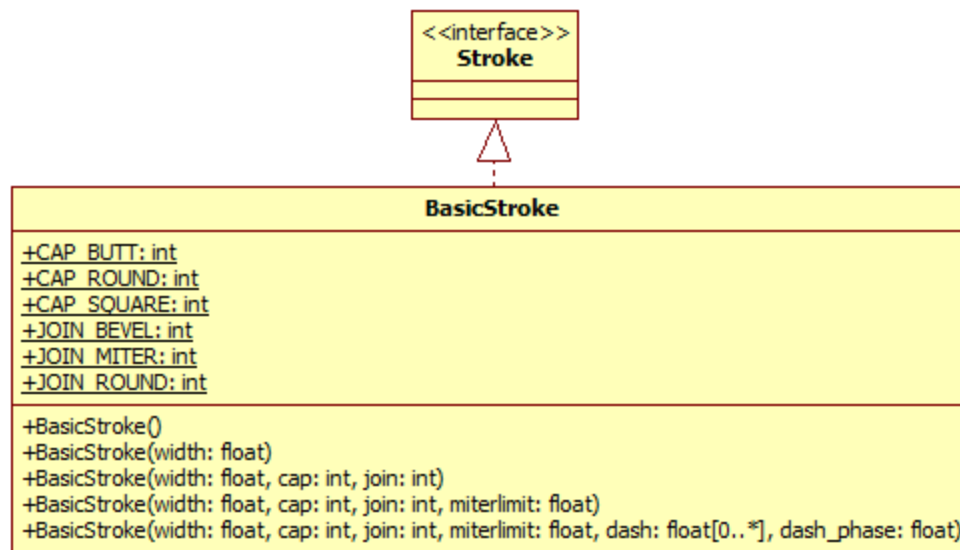 <<interface>>
Stroke
BasicStroke
+CAP_BUTT: int
+CAP_ROUND: int
+CAP_SQUARE: int
+JOIN_BEVEL: int
+JOIN_MITER: int
+JOIN_ROUND: int
+BasicStroke()
+BasicStroke(width: float)
+BasicStroke(width: float, cap: int, join: int)
+BasicStroke(width: float, cap: int, join: int, miterlimit: float)
+BasicStroke(width: float, cap: int, join: int, miterlimit: float, dash: float[0..*], dash_phase: float)